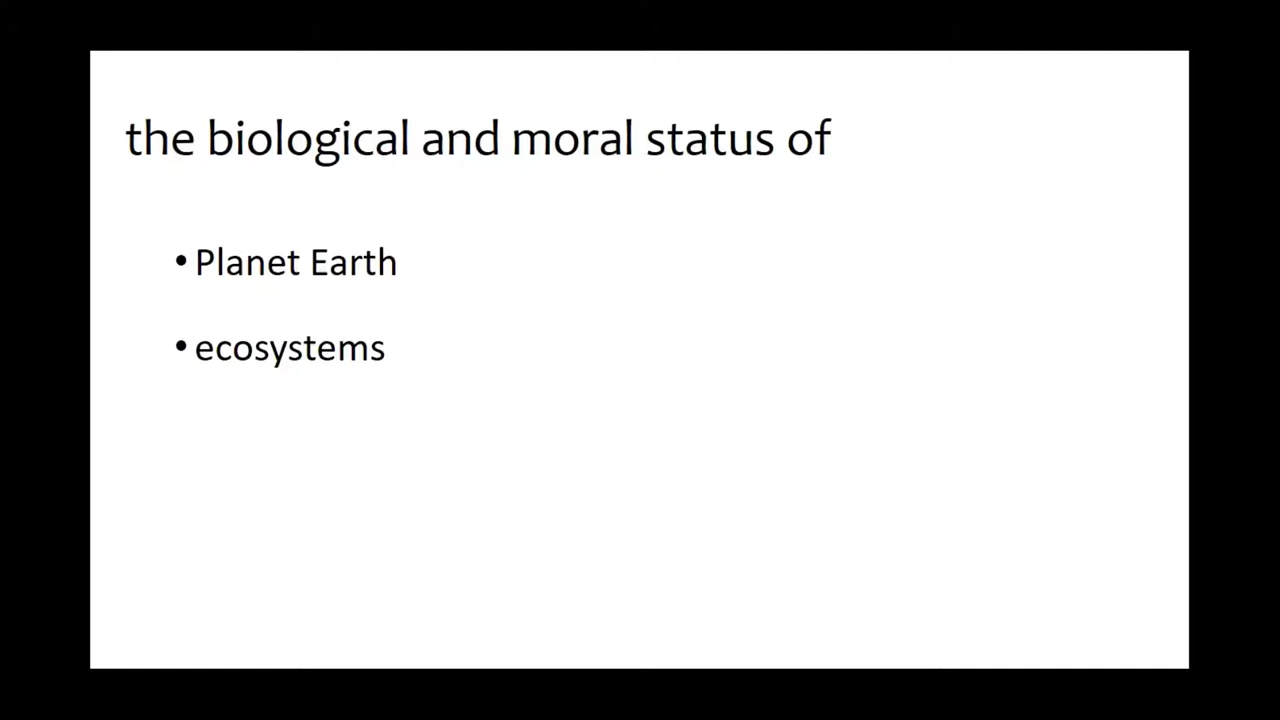 the biological and moral status of
• Planet Earth
• ecosystems